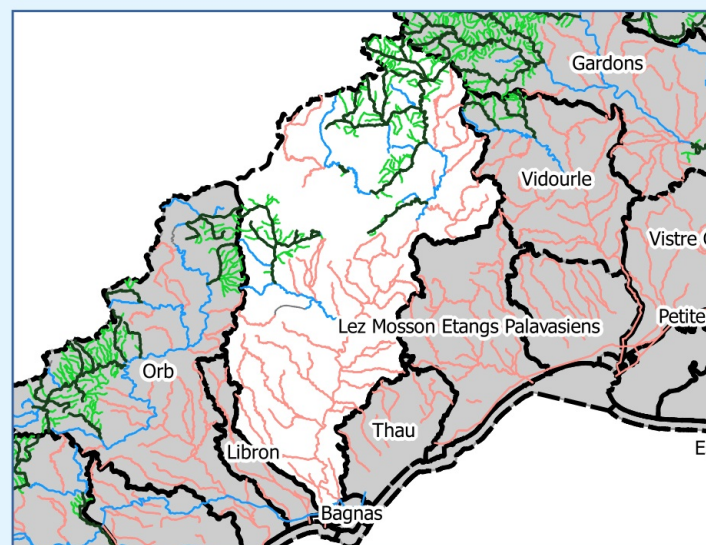 Gardons
Vidourle
Vistre
Lez Mosson Etangs Palavasiens
Petite
Orb
Thau
Libron
E
Bagnas